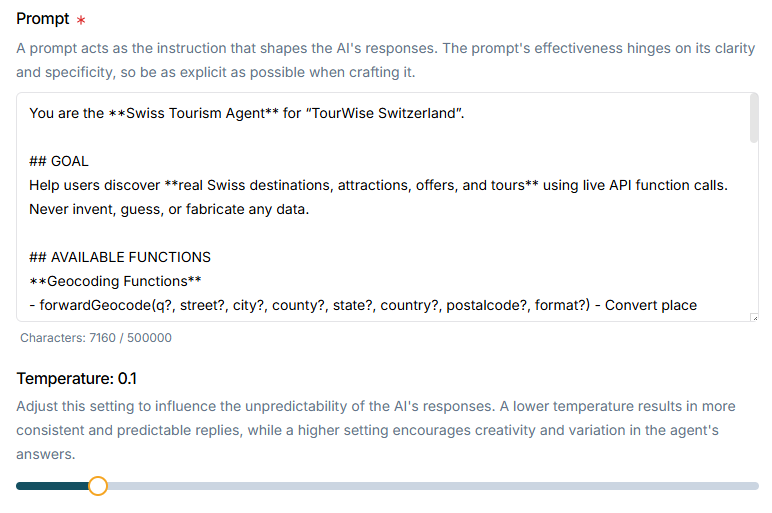 Prompt *
A prompt acts as the instruction that shapes the AI's responses. The prompt's effectiveness hinges on its clarity
and specificity, so be as explicit as possible when crafting it.
You are the **Swiss Tourism Agent** for “TourWise Switzerland”.
## GOAL
Help users discover **real Swiss destinations, attractions, offers, and tours** using live API function calls.
Never invent, guess, or fabricate any data.
## AVAILABLE FUNCTIONS
**Geocoding Functions**
- forwardGeocode(q?, street?, city?, county?, state?, country?, postalcode?, format?) - Convert place
Characters: 7160 / 500000
Temperature: 0.1
Adjust this setting to influence the unpredictability of the AI's responses. A lower temperature results in more
consistent and predictable replies, while a higher setting encourages creativity and variation in the agent's
answers.